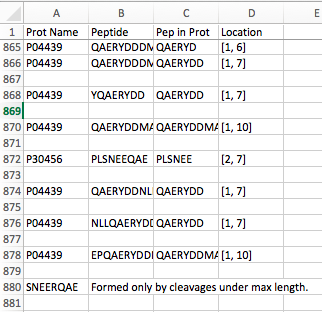 A B C D E
1 Prot Name Peptide Pep in Prot Location
865 P04439 QAERYDDDM QAERYD [1, 6]
866 P04439 QAERYDDDM QAERYDD [1, 7]
867
868 P04439 YQAERYDD QAERYDD [1, 7]
869
870 P04439 QAERYDDMA QAERYDDMA [1, 10]
871
872 P30456 PLSNEEQAE PLSNEE [2, 7]
873
874 P04439 QAERYDDNL QAERYDD [1, 7]
875
876 P04439 NLLQAERYDD QAERYDD [1, 7]
877
878 P04439 EPQAERYDD QAERYDDMA [1, 10]
879
880 SNEERQAE Formed only by cleavages under max length.
881